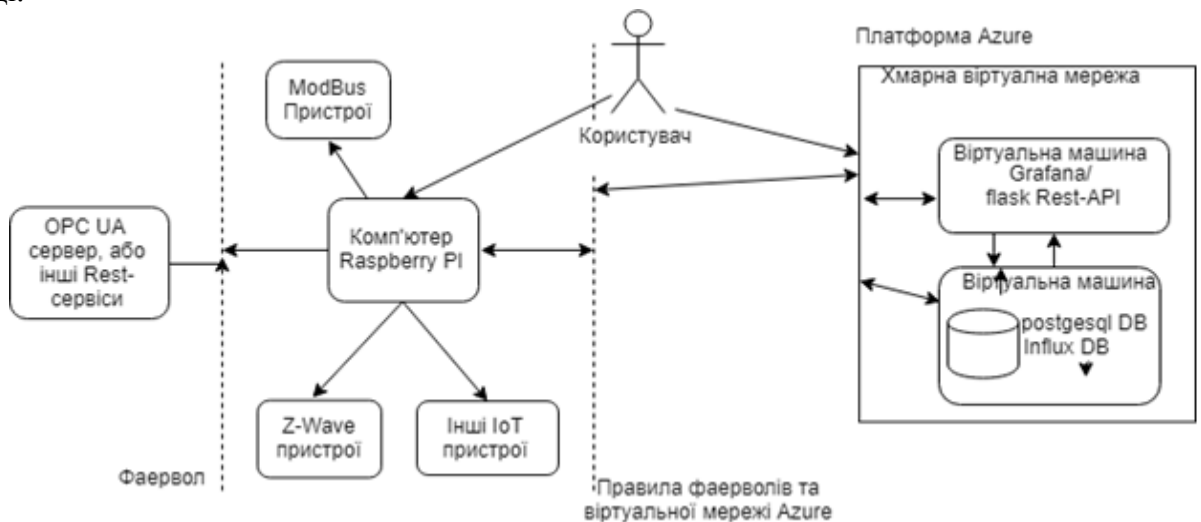 ці.
Платформа Azure
Хмарна віртуална мережа
ModBus
Пристрої
Користувач
Віртуальна машина
Grafana/
flask Rest-API
OPC UA
сервер, або
інші Rest-
сервіси
Комп'ютер
Raspberry PI
Віртуальна машина
postgesql DB
Influx DB
Z-Wave
пристрої
Інші IoT
пристрої
Фаервол
Правила фаерволів та
віртуальної мережі Azure